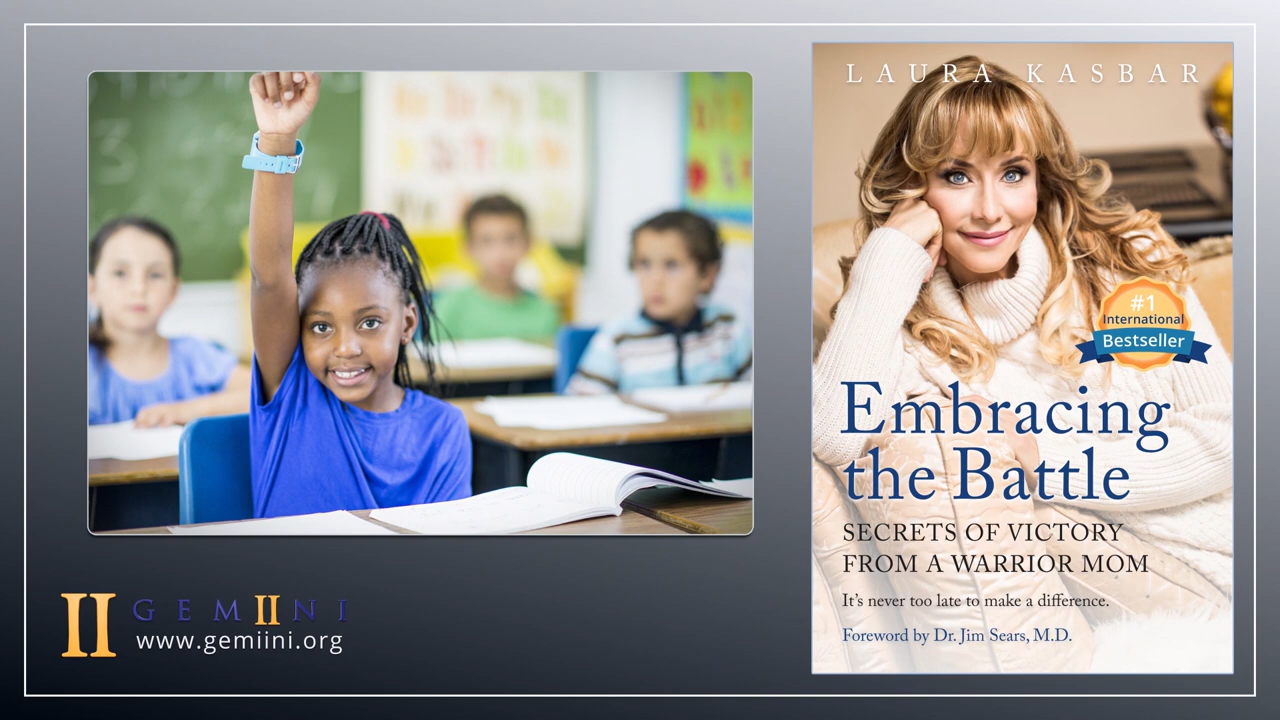 LAURA KASBAR
#1
International
Bestseller
Embracing
the Battle
SECRETS OF VICTORY
FROM A WARRIOR MOM
It's never too late to make a difference.
Foreword by Dr. Jim Sears, M.D.
II GEMIINI
www.gemiini.org